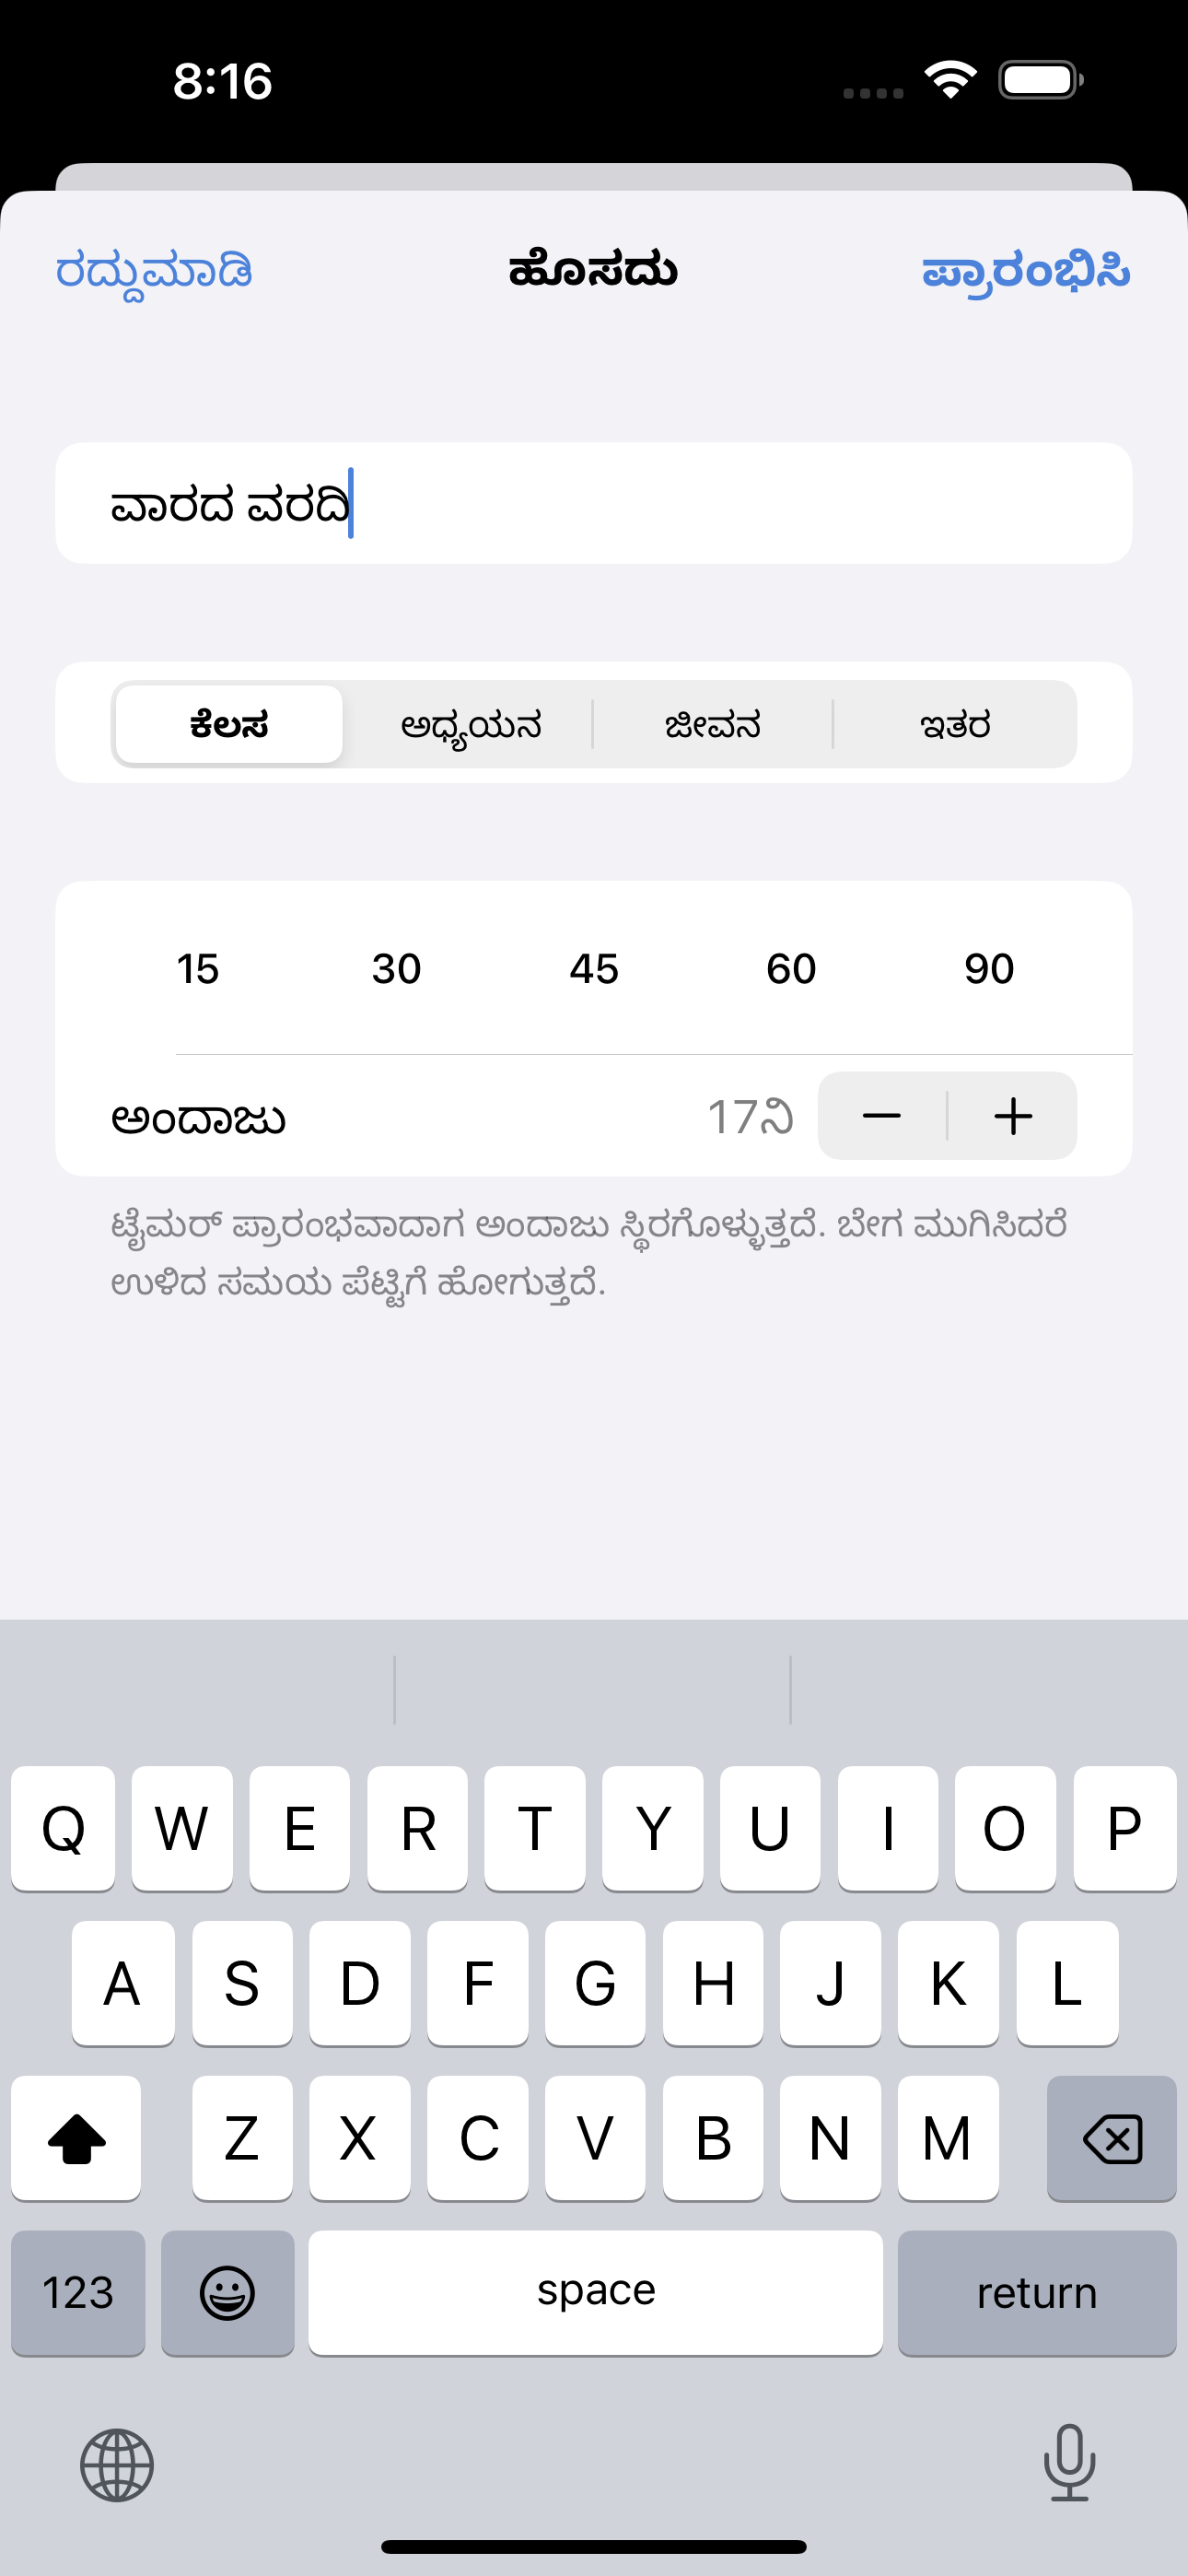 8:16
ರದ್ದುಮಾಡಿ ಹೊಸದು ಪ್ರಾರಂಭಿಸಿ
ವಾರದ ವರದಿ
ಕೆಲಸ ಅಧ್ಯಯನ ಜೀವನ ಇತರ
15 30 45 60 90
ಅಂದಾಜು 17ನಿ
ಟೈಮರ್ ಪ್ರಾರಂಭವಾದಾಗ ಅಂದಾಜು ಸ್ಥಿರಗೊಳ್ಳುತ್ತದೆ. ಬೇಗ ಮುಗಿಸಿದರೆ
ಉಳಿದ ಸಮಯ ಪೆಟ್ಟಿಗೆ ಹೋಗುತ್ತದೆ.
Q W E R T Y U I O P
A S D F G H J K L
Z X C V B N M
123 space return